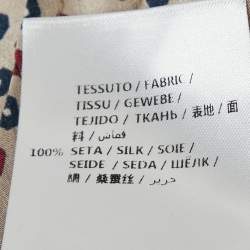 TESSUTO / FABRIC /
TISSU / GEWEBE /
TEJIDO / ТКАНЬ / 表地 / 面
料 / قماش /
100% SETA / SILK / SOIE /
SEIDE / SEDA / ШЁЛК /
絹 / 桑蠶丝 / حرير /